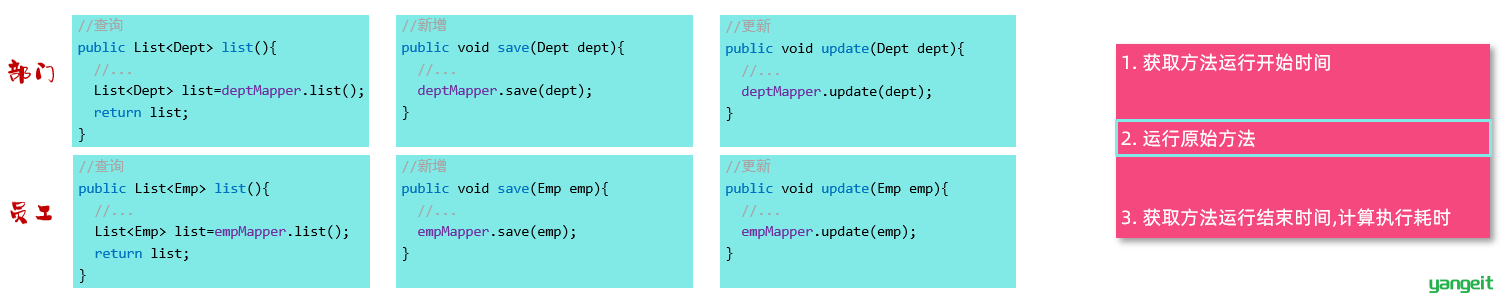 部门
//查询
public List<Dept> list(){
//...
List<Dept> list=deptMapper.list();
return list;
}
//新增
public void save(Dept dept){
//...
deptMapper.save(dept);
}
//更新
public void update(Dept dept){
//...
deptMapper.update(dept);
}
员工
//查询
public List<Emp> list(){
//...
List<Emp> list=empMapper.list();
return list;
}
//新增
public void save(Emp emp){
//...
empMapper.save(emp);
}
//更新
public void update(Emp emp){
//...
empMapper.update(emp);
}
1. 获取方法运行开始时间
2. 运行原始方法
3. 获取方法运行结束时间,计算执行耗时
yangeit